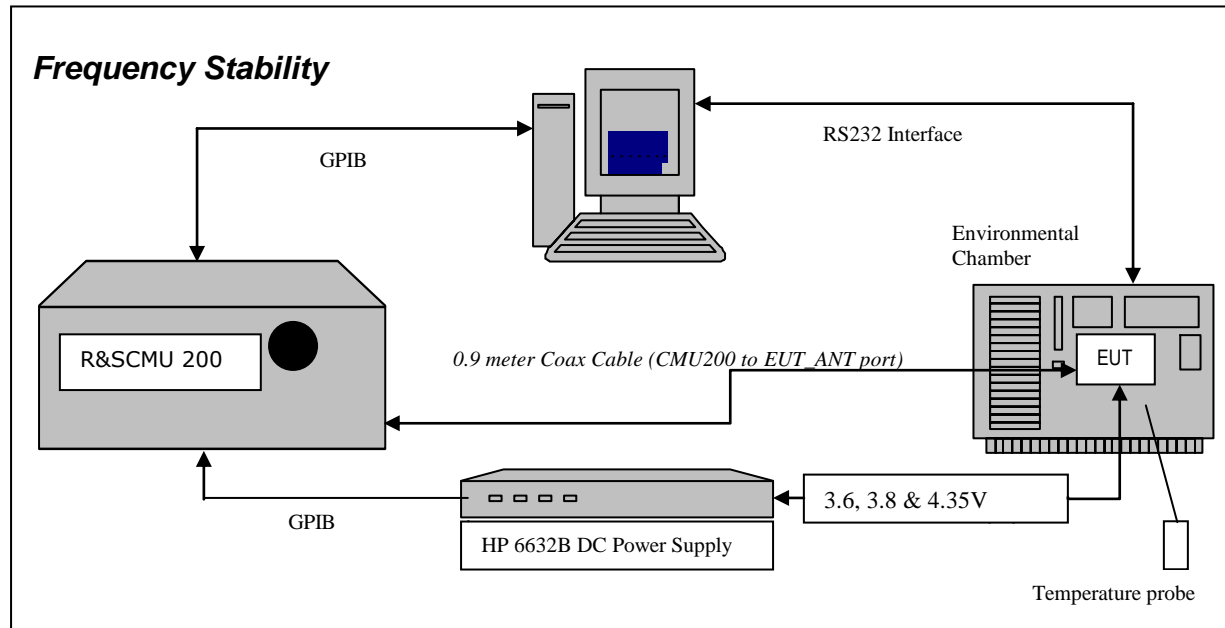 Frequency Stability
GPIB
RS232 Interface
Environmental
Chamber
R&SCMU 200
0.9 meter Coax Cable (CMU200 to EUT_ANT port)
EUT
GPIB
3.6, 3.8 & 4.35V
HP 6632B DC Power Supply
Temperature probe